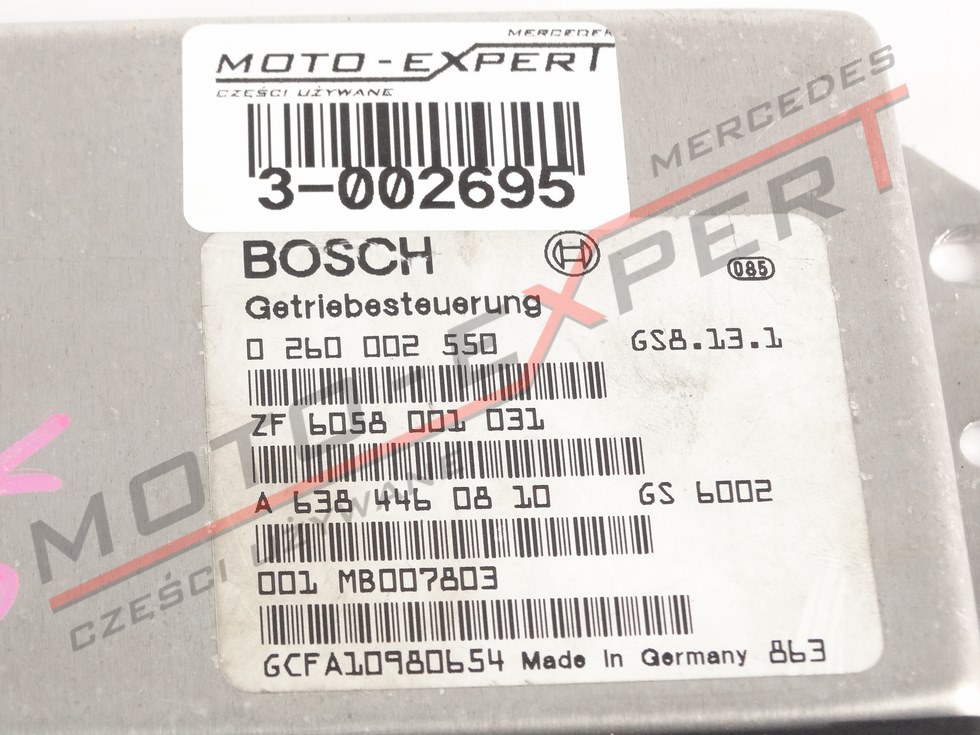 MERCEDES
MOTO-EXPERT
CZĘŚCI UŻYWANE
3-002695
BOSCH
085
Getriebesteuerung
0 260 002 550 GS8.13.1
ZF 6058 001 031
A 638 446 08 10 GS 6002
001 MB007803
GCFA10980654 Made in Germany 863
MERCEDES
MOTO-EXPERT
CZĘŚCI UŻYWANE